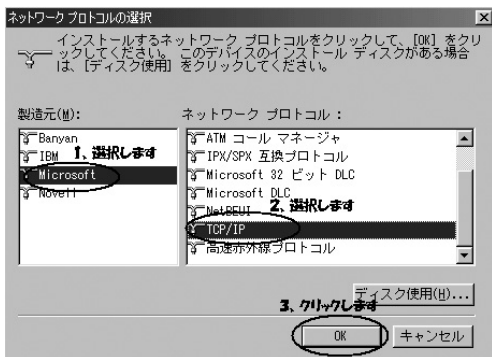 ネットワーク プロトコルの選択
インストールするネットワーク プロトコルをクリックして、[OK] をクリ
ックしてください。このデバイスのインストール ディスクがある場合
は、[ディスク使用] をクリックしてください。
製造元(M):
ネットワーク プロトコル :
Banyan
IBM
1、選択します
Microsoft
Novell
ATM コール マネージャ
IPX/SPX 互換プロトコル
Microsoft 32 ビット DLC
Microsoft DLC
NetBEUI
2、選択します
TCP/IP
高速赤外線プロトコル
ディスク使用(H)...
3、クリックします
OK
キャンセル